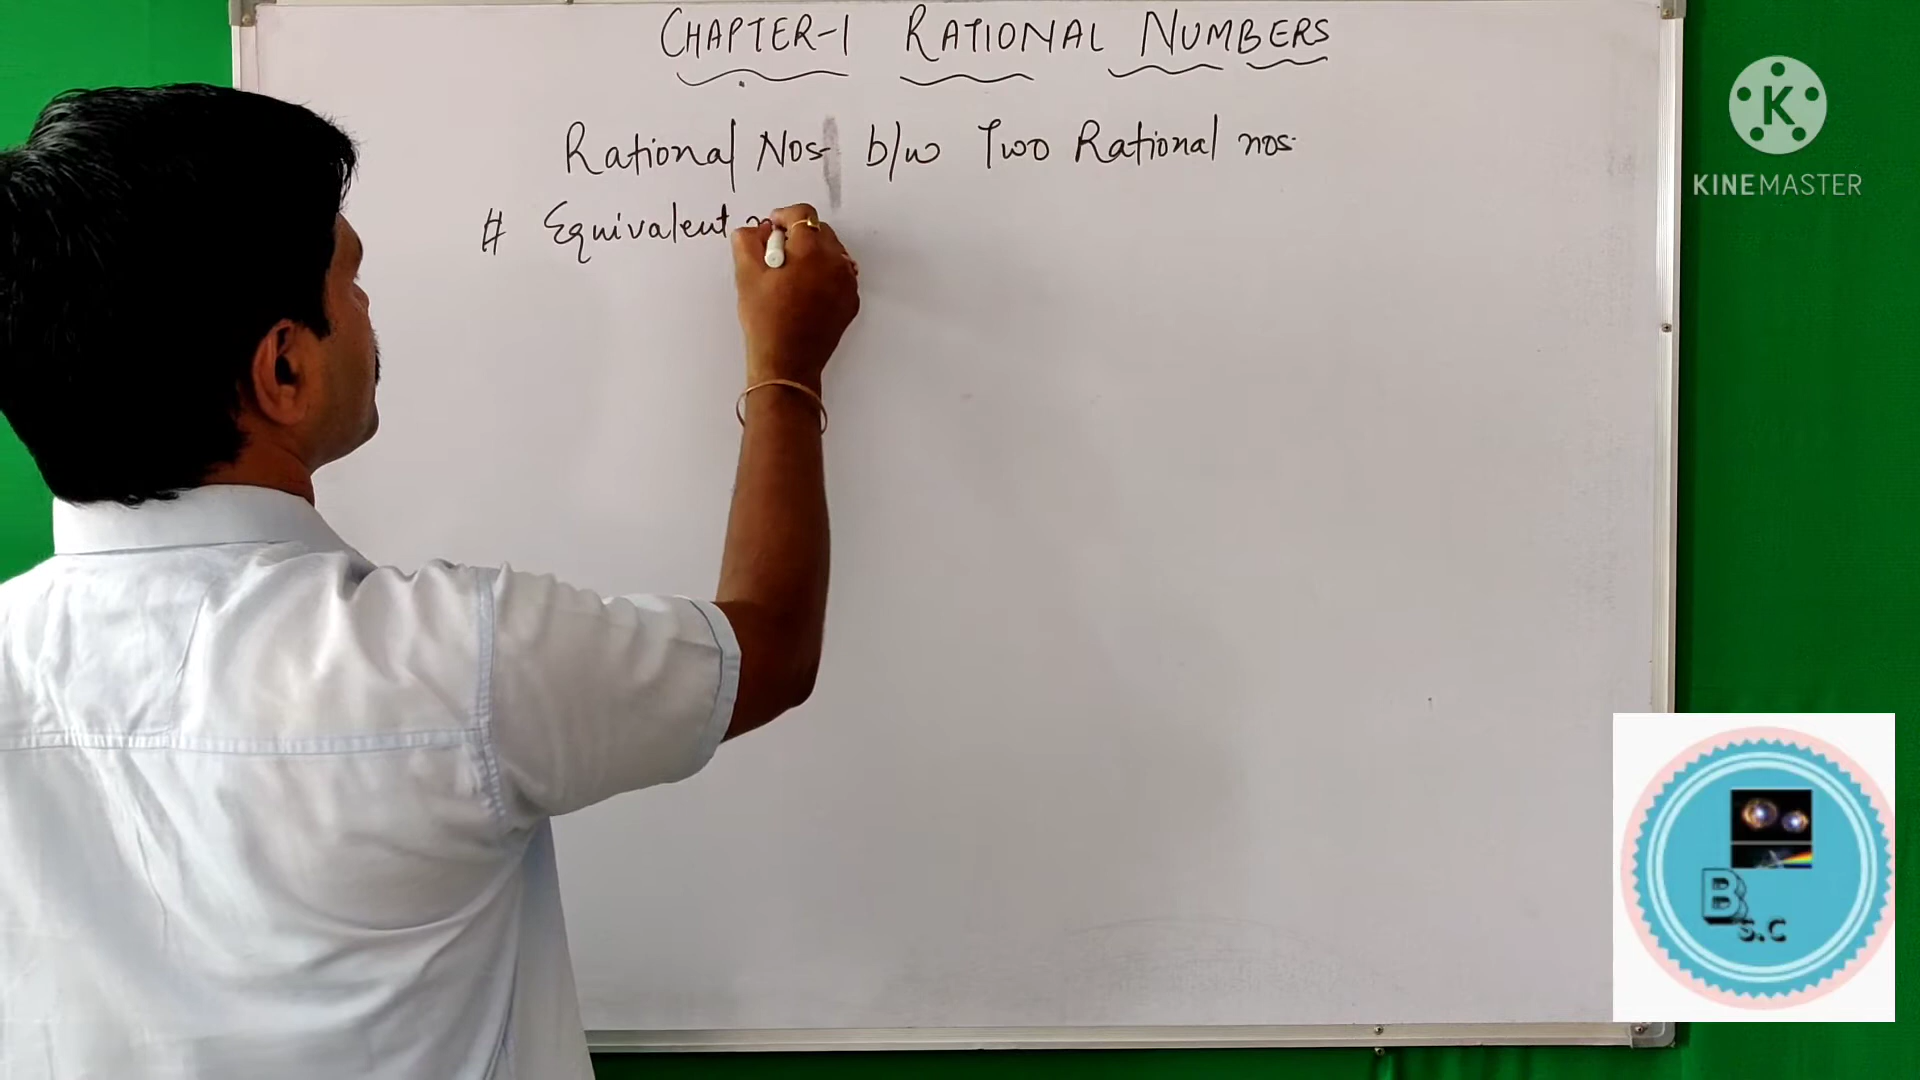 CHAPTER-1 RATIONAL NUMBERS
Rational Nos. b/w Two Rational nos.
# Equivalent
KINEMASTER
B
S.C